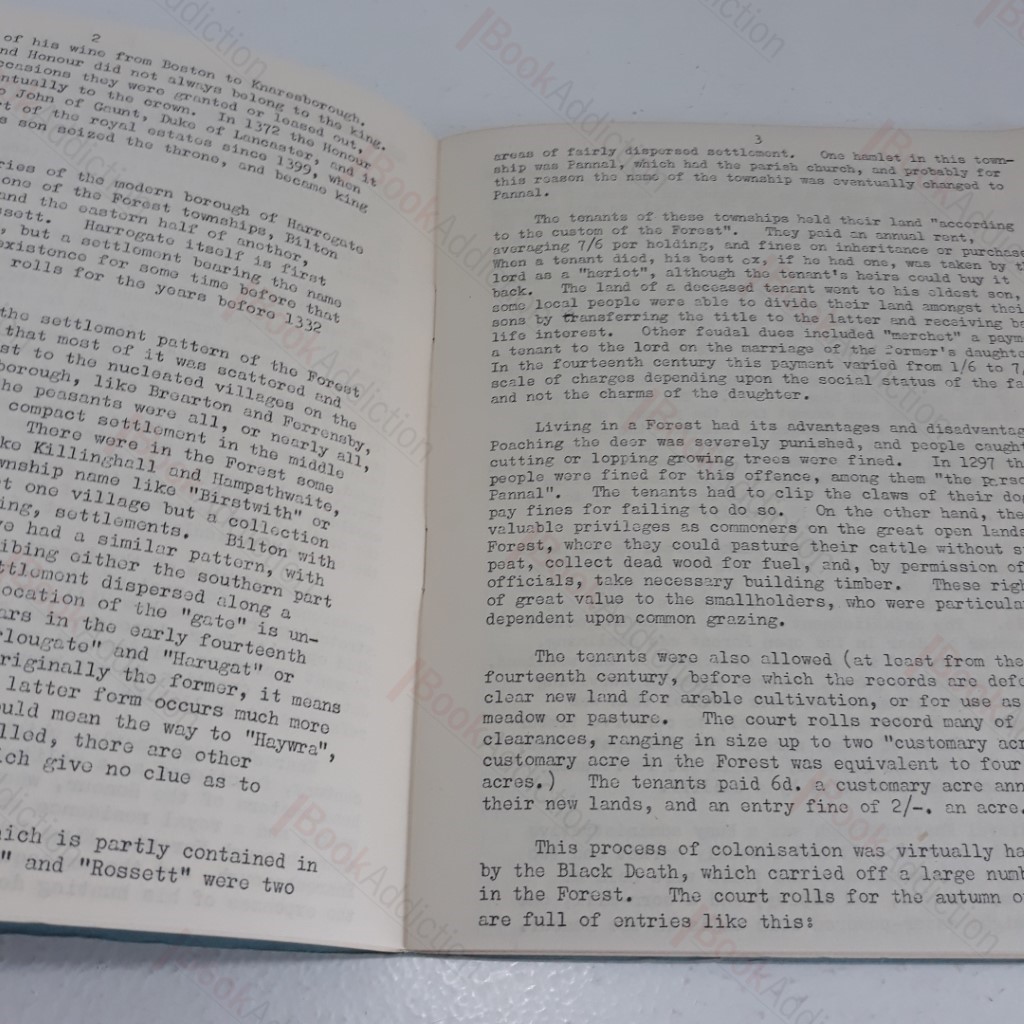 2
of his wine from Boston to Knaresborough.
nd Honour did not always belong to the king.
ccasions they were granted or leased out,
ntually to the crown. In 1372 the Honour
o John of Gaunt, Duke of Lancaster, and it
t of the royal estates since 1399, when
s son seized the throne, and became king
ries of the modern borough of Harrogate
one of the Forest townships, Bilton
and the eastern half of another,
ssett. Harrogate itself is first
, but a settlement bearing the name
existence for some time before that
rolls for the years before 1332
the settlement pattern of the Forest
that most of it was scattered and
st to the nucleated villages on the
borough, like Brearton and Ferrensby,
he peasants were all, or nearly all,
compact settlement in the middle
There were in the Forest some
ke Killinghall and Hampsthwaite,
wnship name like "Birstwith" or
t one village but a collection
ing, settlements. Bilton with
ve had a similar pattern, with
ibing either the southern part
ttlement dispersed along a
ocation of the "gate" is un-
ars in the early fourteenth
rlougate" and "Harugat" or
riginally the former, it means
latter form occurs much more
ould mean the way to "Haywra",
lled, there are other
ich give no clue as to
hich is partly contained in
" and "Rossett" were two
3
areas of fairly dispersed settlement. One hamlet in this town-
ship was Pannal, which had the parish church, and probably for
this reason the name of the township was eventually changed to
Pannal.
The tenants of these townships held their land "according
to the custom of the Forest". They paid an annual rent,
averaging 7/6 per holding, and fines on inheritance or purchase
When a tenant died, his best ox, if he had one, was taken by th
lord as a "heriot", although the tenant's heirs could buy it
back. The land of a deceased tenant went to his eldest son,
some local people were able to divide their land amongst thei
sons by transferring the title to the latter and receiving ba
life interest. Other feudal dues included "merchet" a paym
a tenant to the lord on the marriage of the former's daughte
In the fourteenth century this payment varied from 1/6 to 7/
scale of charges depending upon the social status of the fa
and not the charms of the daughter.
Living in a Forest had its advantages and disadvantag
Poaching the deer was severely punished, and people caught
cutting or lopping growing trees were fined. In 1297 th
people were fined for this offence, among them "the perso
Pannal". The tenants had to clip the claws of their do
pay fines for failing to do so. On the other hand, the
valuable privileges as commoners on the great open lands
Forest, where they could pasture their cattle without s
peat, collect dead wood for fuel, and, by permission of
officials, take necessary building timber. These righ
of great value to the smallholders, who were particula
dependent upon common grazing.
The tenants were also allowed (at least from the
fourteenth century, before which the records are defe
clear new land for arable cultivation, or for use as
meadow or pasture. The court rolls record many of
clearances, ranging in size up to two "customary acr
customary acre in the Forest was equivalent to four
acres.) The tenants paid 6d. a customary acre ann
their new lands, and an entry fine of 2/-. an acre.
This process of colonisation was virtually ha
by the Black Death, which carried off a large numb
in the Forest. The court rolls for the autumn o
are full of entries like this: